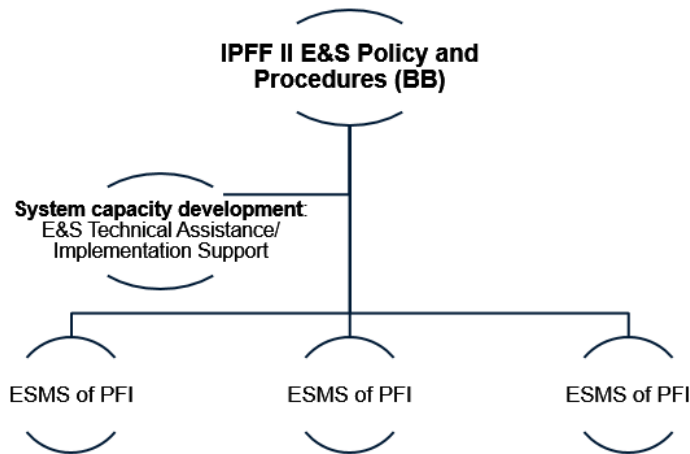 IPFF II E&S Policy and
Procedures (BB)
System capacity development:
E&S Technical Assistance/
Implementation Support
ESMS of PFI
ESMS of PFI
ESMS of PFI